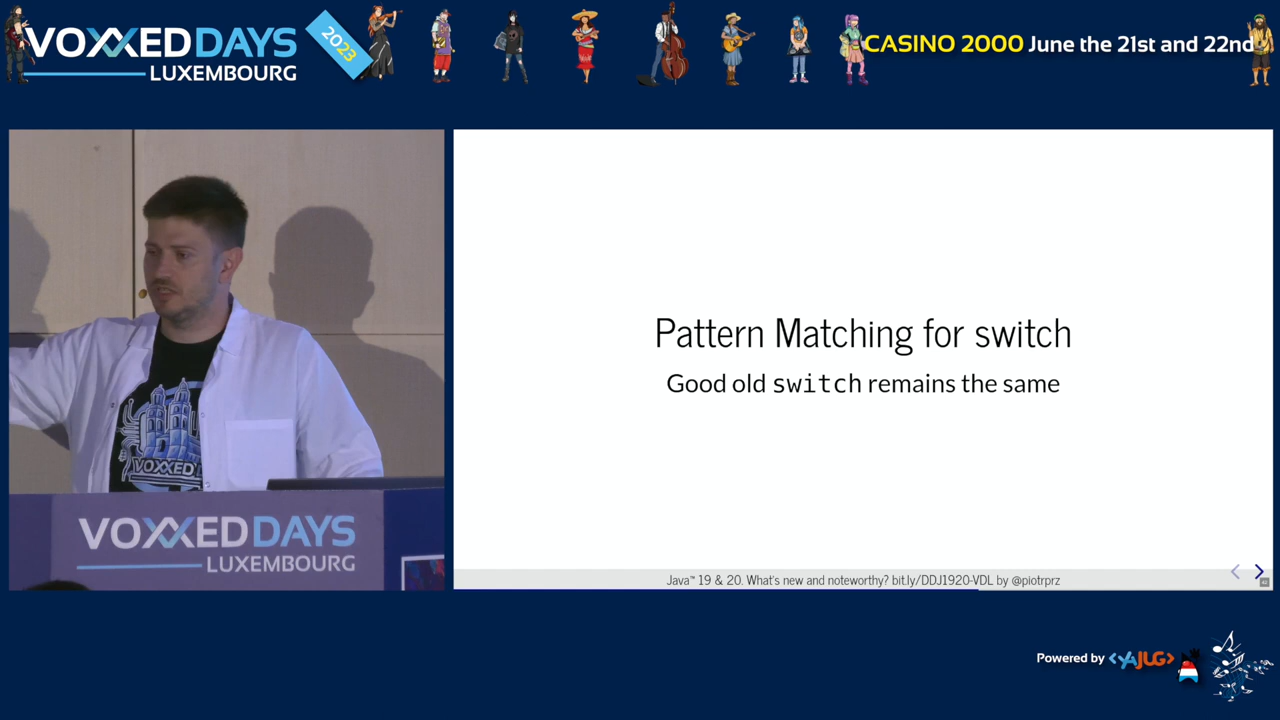 VOXXED DAYS
LUXEMBOURG
2023
CASINO 2000 June the 21st and 22nd
Pattern Matching for switch
Good old switch remains the same
VOXXED
VOXXED DAYS
LUXEMBOURG
Java™ 19 & 20. What's new and noteworthy? bit.ly/DDJ1920-VDL by @piotrprz
42
Powered by <YAJUG>